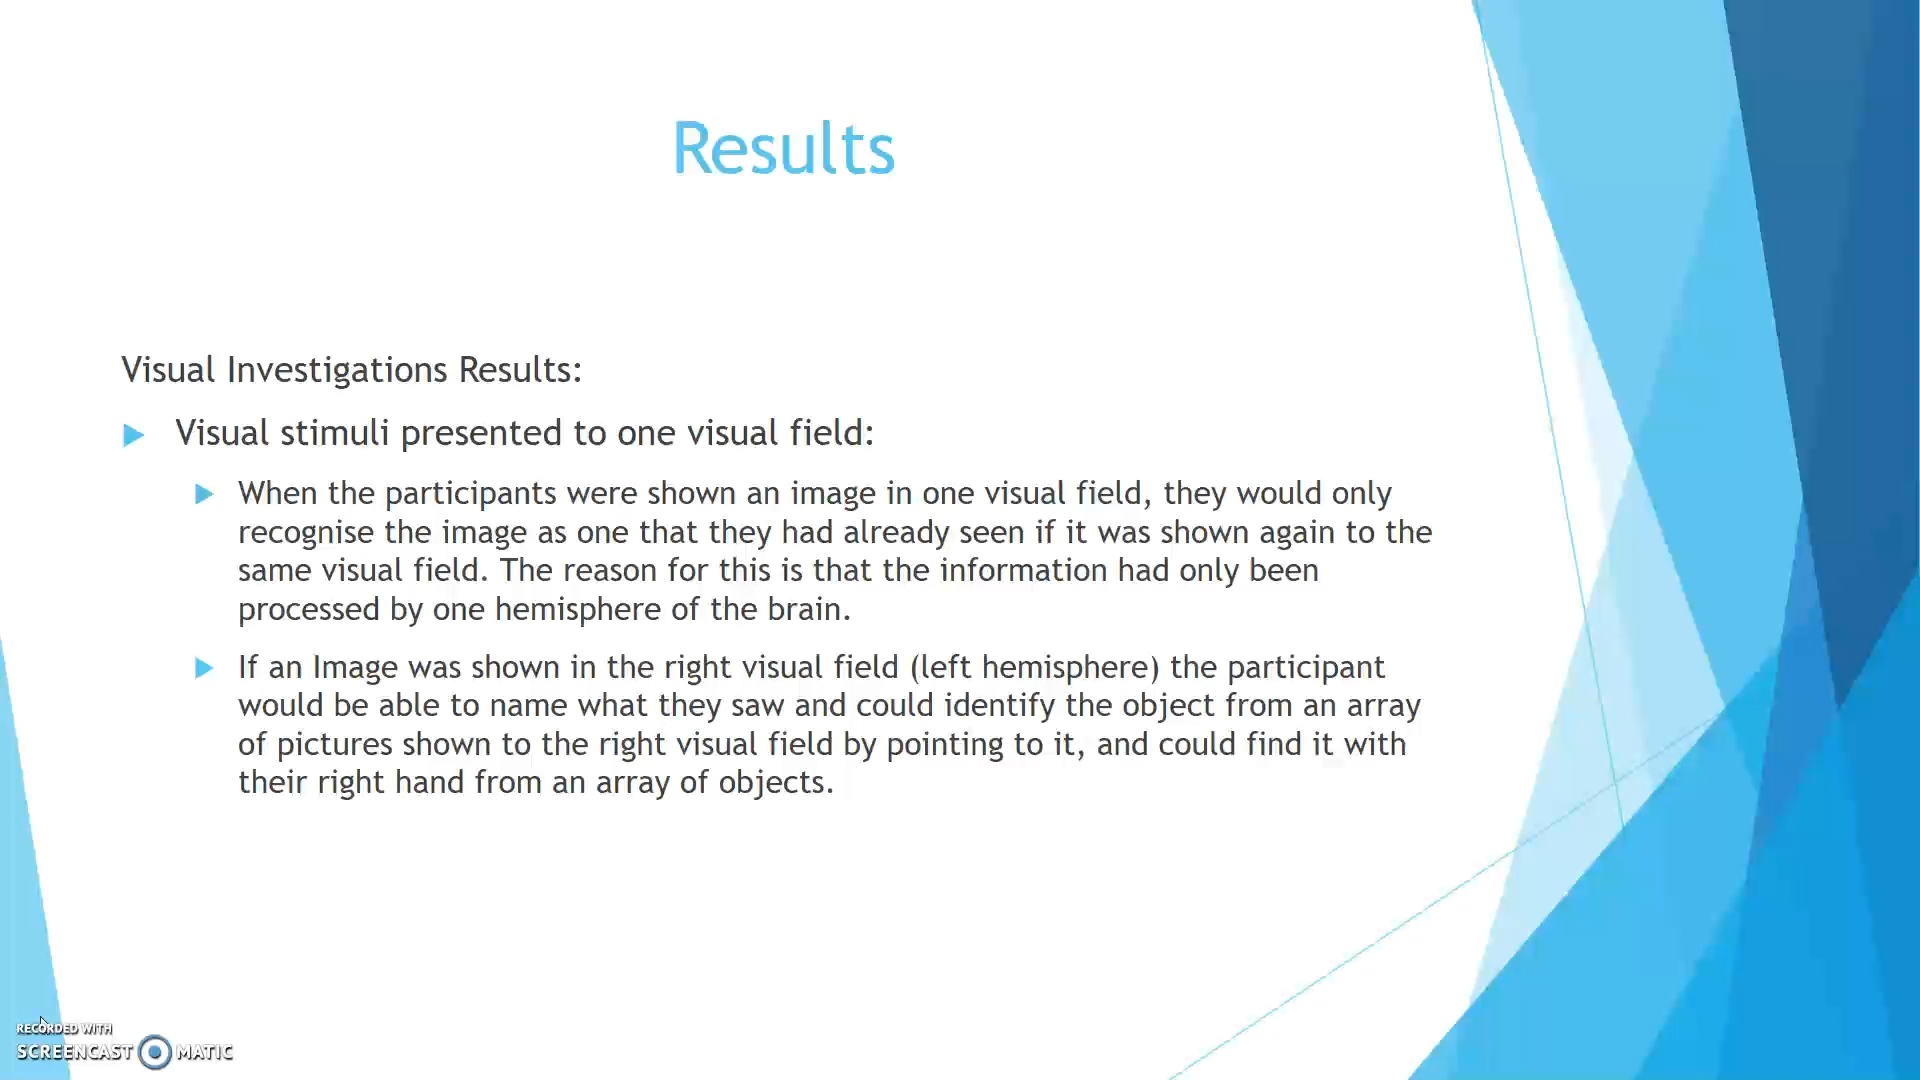 Results
Visual Investigations Results:
Visual stimuli presented to one visual field:
When the participants were shown an image in one visual field, they would only
recognise the image as one that they had already seen if it was shown again to the
same visual field. The reason for this is that the information had only been
processed by one hemisphere of the brain.
If an Image was shown in the right visual field (left hemisphere) the participant
would be able to name what they saw and could identify the object from an array
of pictures shown to the right visual field by pointing to it, and could find it with
their right hand from an array of objects.
RECORDED WITH
SCREENCAST MATIC